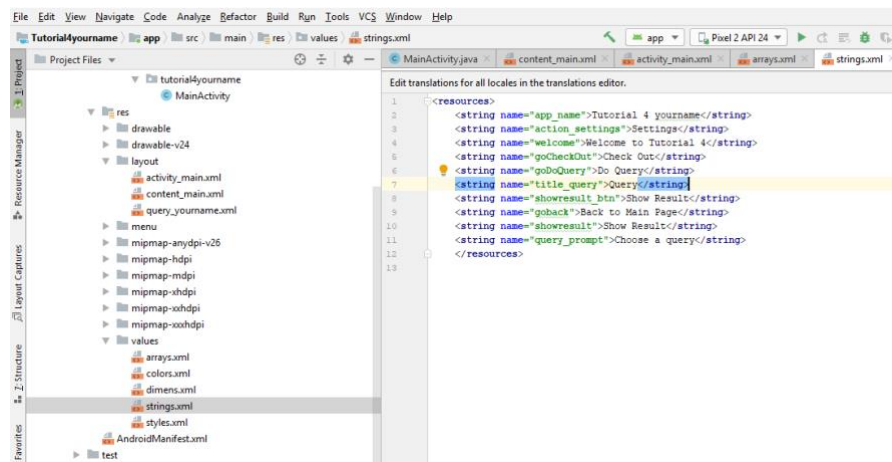 File Edit View Navigate Code Analyze Refactor Build Run Tools VCS Window Help
Tutorial4yourname app src main res values strings.xml app Pixel 2 API 24
Project Files MainActivity.java content_main.xml activity_main.xml arrays.xml strings.xml
1: Project
Resource Manager
Layout Captures
7: Structure
Favorites
tutorial4yourname
MainActivity
res
drawable
drawable-v24
layout
activity_main.xml
content_main.xml
query_yourname.xml
menu
mipmap-anydpi-v26
mipmap-hdpi
mipmap-mdpi
mipmap-xhdpi
mipmap-xxhdpi
mipmap-xxxhdpi
values
arrays.xml
colors.xml
dimens.xml
strings.xml
styles.xml
AndroidManifest.xml
test
Edit translations for all locales in the translations editor.
1 <resources>
2 <string name="app_name">Tutorial 4 yourname</string>
3 <string name="action_settings">Settings</string>
4 <string name="welcome">Welcome to Tutorial 4</string>
5 <string name="goCheckOut">Check Out</string>
6 <string name="goDoQuery">Do Query</string>
7 <string name="title_query">Query</string>
8 <string name="showresult_btn">Show Result</string>
9 <string name="goback">Back to Main Page</string>
10 <string name="showresult">Show Result</string>
11 <string name="query_prompt">Choose a query</string>
12 </resources>
13